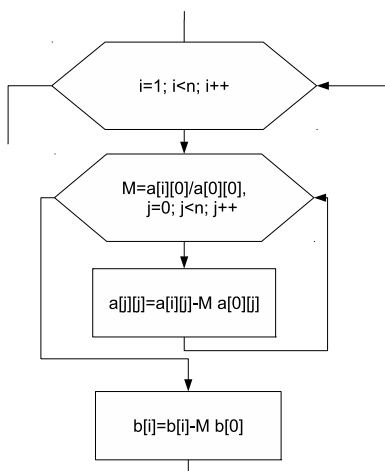 i=1; i<n; i++
M=a[i][0]/a[0][0],
j=0; j<n; j++
a[j][j]=a[i][j]-M a[0][j]
b[i]=b[i]-M b[0]